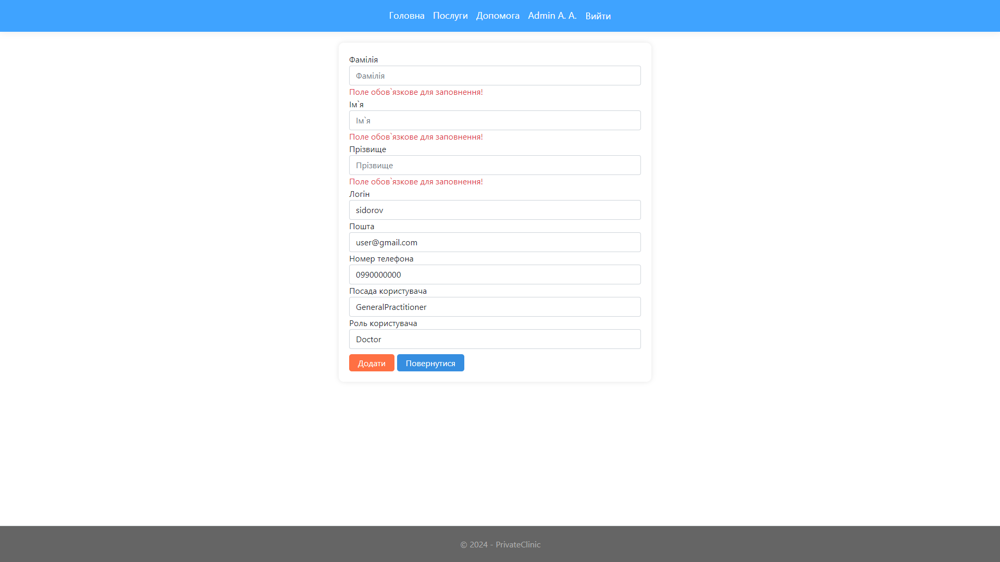 Головна Послуги Допомога Admin A. A. Вийти
Фамілія
Фамілія
Поле обов`язкове для заповнення!
Ім`я
Ім`я
Поле обов`язкове для заповнення!
Прізвище
Прізвище
Поле обов`язкове для заповнення!
Логін
sidorov
Пошта
user@gmail.com
Номер телефона
0990000000
Посада користувача
GeneralPractitioner
Роль користувача
Doctor
Додати Повернутися
© 2024 - PrivateClinic